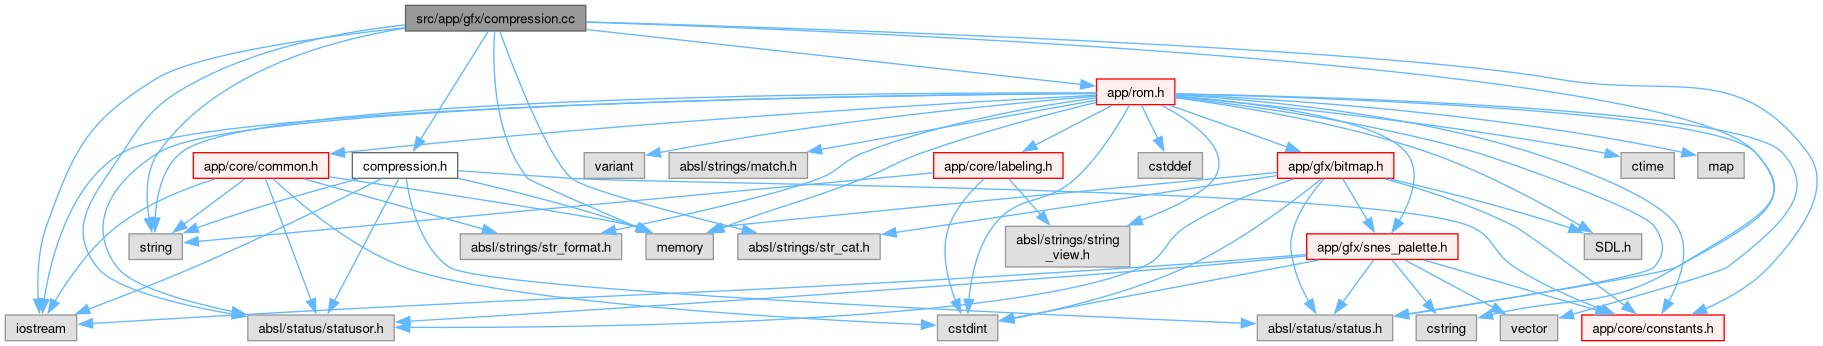 src/app/gfx/compression.cc
app/rom.h
app/core/common.h
compression.h
variant
absl/strings/match.h
app/core/labeling.h
cstddef
app/gfx/bitmap.h
ctime
map
string
absl/strings/str_format.h
memory
absl/strings/str_cat.h
absl/strings/string
_view.h
app/gfx/snes_palette.h
SDL.h
iostream
absl/status/statusor.h
cstdint
absl/status/status.h
cstring
vector
app/core/constants.h